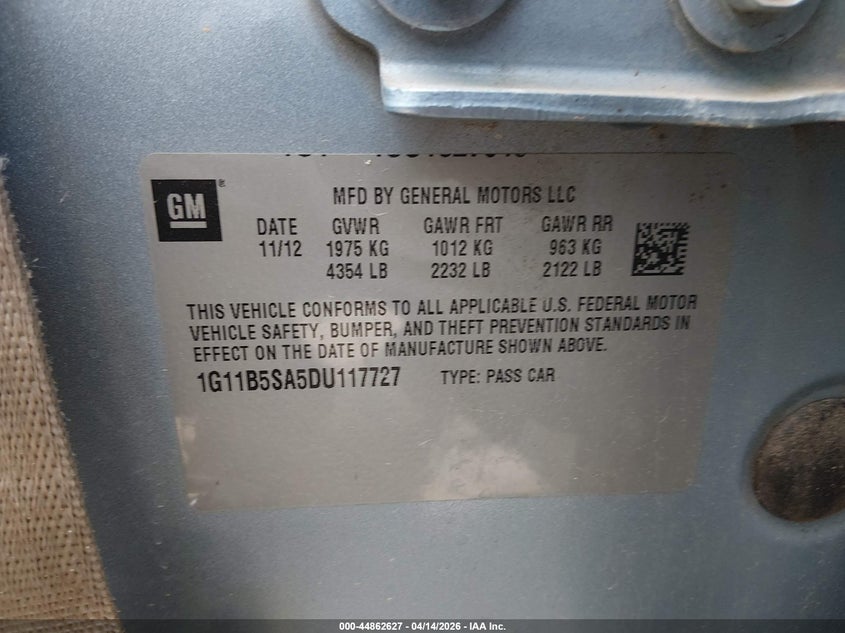 MFD BY GENERAL MOTORS LLC
GM®
DATE GVWR GAWR FRT GAWR RR
11/12 1975 KG 1012 KG 963 KG
4354 LB 2232 LB 2122 LB
THIS VEHICLE CONFORMS TO ALL APPLICABLE U.S. FEDERAL MOTOR
VEHICLE SAFETY, BUMPER, AND THEFT PREVENTION STANDARDS IN
EFFECT ON THE DATE OF MANUFACTURE SHOWN ABOVE.
1G11B5SA5DU117727 TYPE: PASS CAR
000-44862627 - 04/14/2026 - IAA Inc.